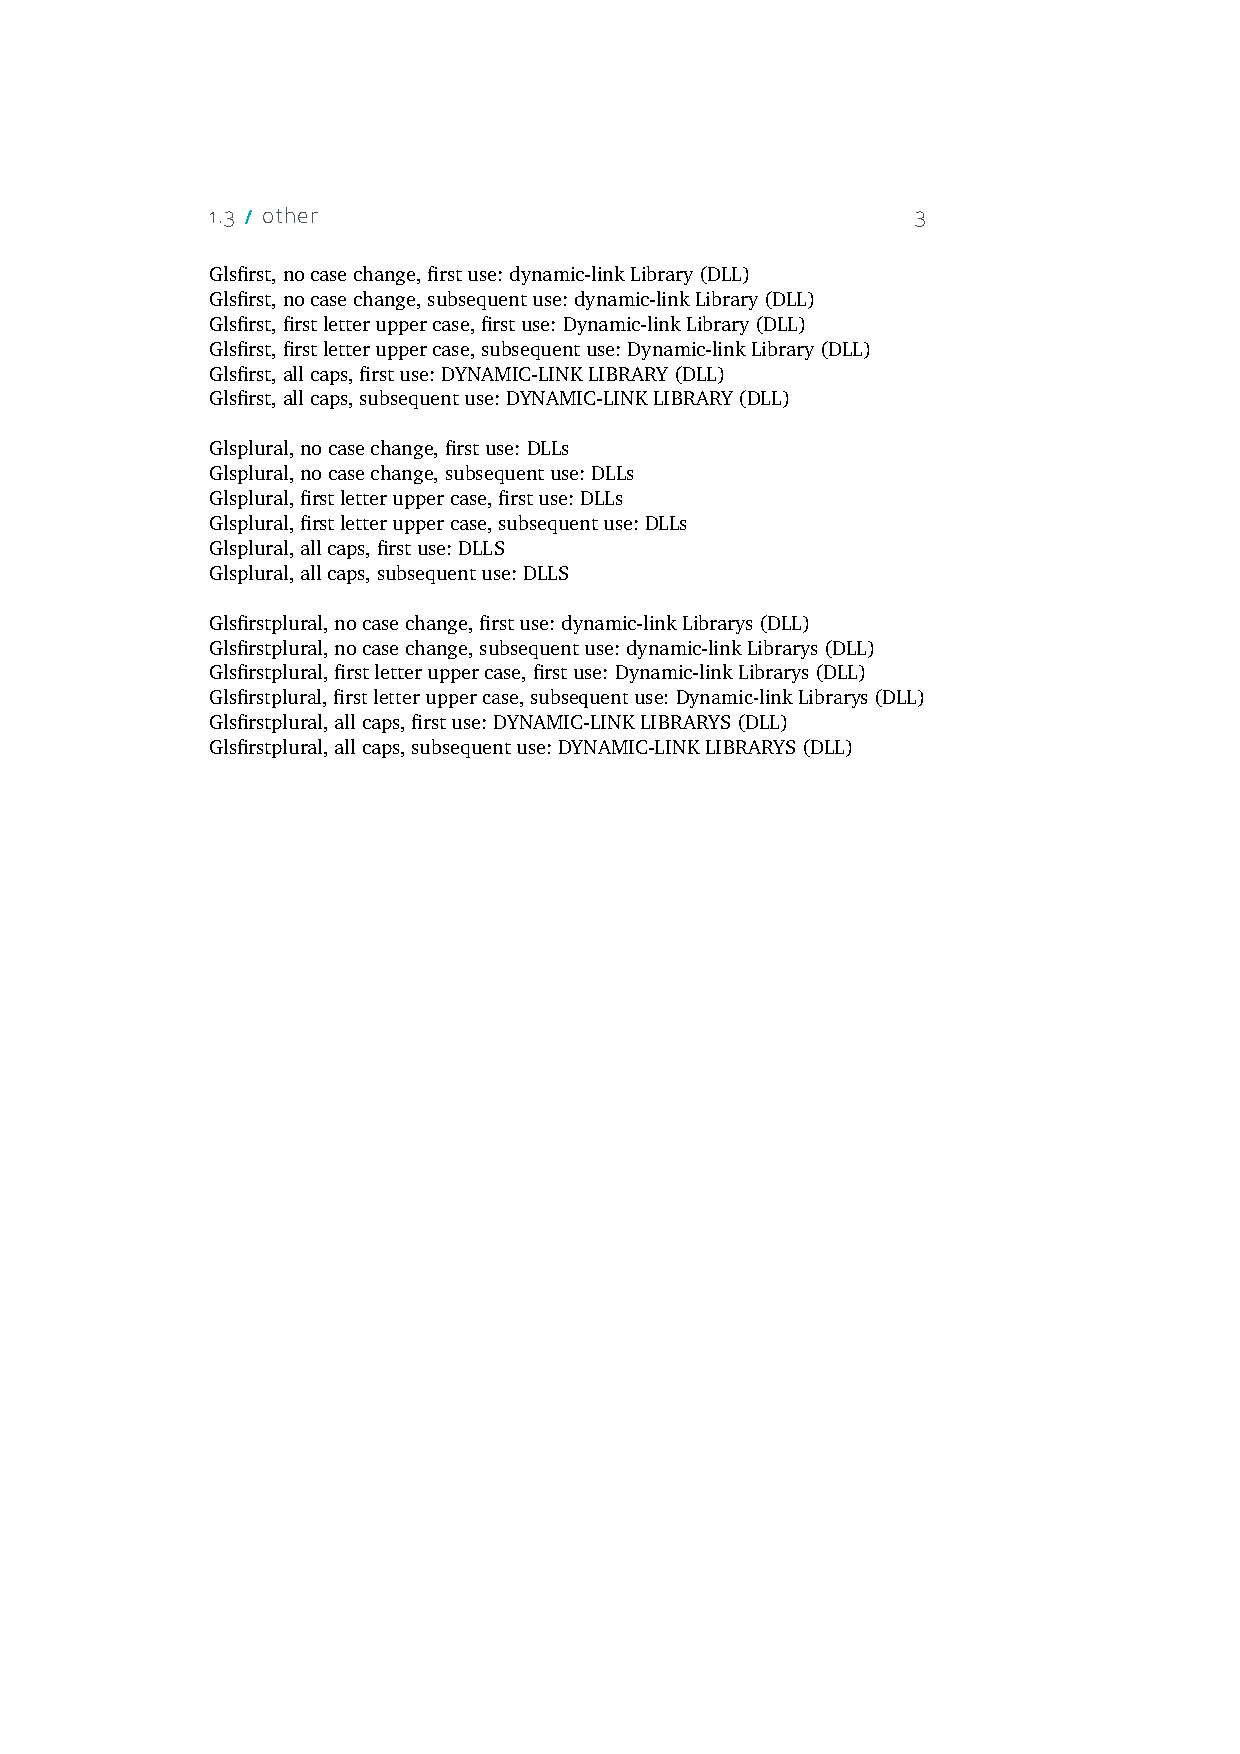 1.3 / other 3
Glsfirst, no case change, first use: dynamic-link Library (DLL)
Glsfirst, no case change, subsequent use: dynamic-link Library (DLL)
Glsfirst, first letter upper case, first use: Dynamic-link Library (DLL)
Glsfirst, first letter upper case, subsequent use: Dynamic-link Library (DLL)
Glsfirst, all caps, first use: DYNAMIC-LINK LIBRARY (DLL)
Glsfirst, all caps, subsequent use: DYNAMIC-LINK LIBRARY (DLL)
Glsplural, no case change, first use: DLLs
Glsplural, no case change, subsequent use: DLLs
Glsplural, first letter upper case, first use: DLLs
Glsplural, first letter upper case, subsequent use: DLLs
Glsplural, all caps, first use: DLLS
Glsplural, all caps, subsequent use: DLLS
Glsfirstplural, no case change, first use: dynamic-link Librarys (DLL)
Glsfirstplural, no case change, subsequent use: dynamic-link Librarys (DLL)
Glsfirstplural, first letter upper case, first use: Dynamic-link Librarys (DLL)
Glsfirstplural, first letter upper case, subsequent use: Dynamic-link Librarys (DLL)
Glsfirstplural, all caps, first use: DYNAMIC-LINK LIBRARYS (DLL)
Glsfirstplural, all caps, subsequent use: DYNAMIC-LINK LIBRARYS (DLL)